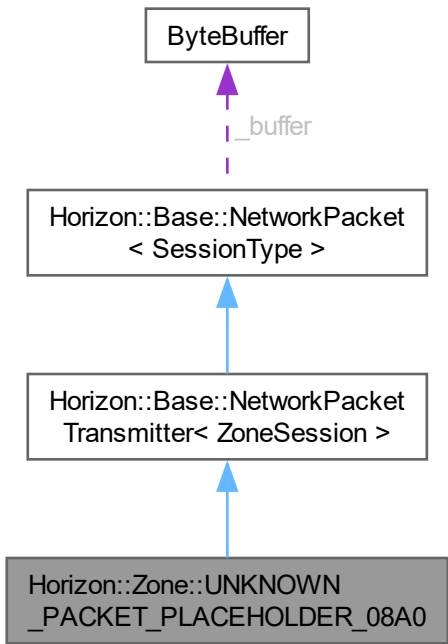 ByteBuffer
_buffer
Horizon::Base::NetworkPacket
< SessionType >
Horizon::Base::NetworkPacket
Transmitter< ZoneSession >
Horizon::Zone::UNKNOWN
_PACKET_PLACEHOLDER_08A0